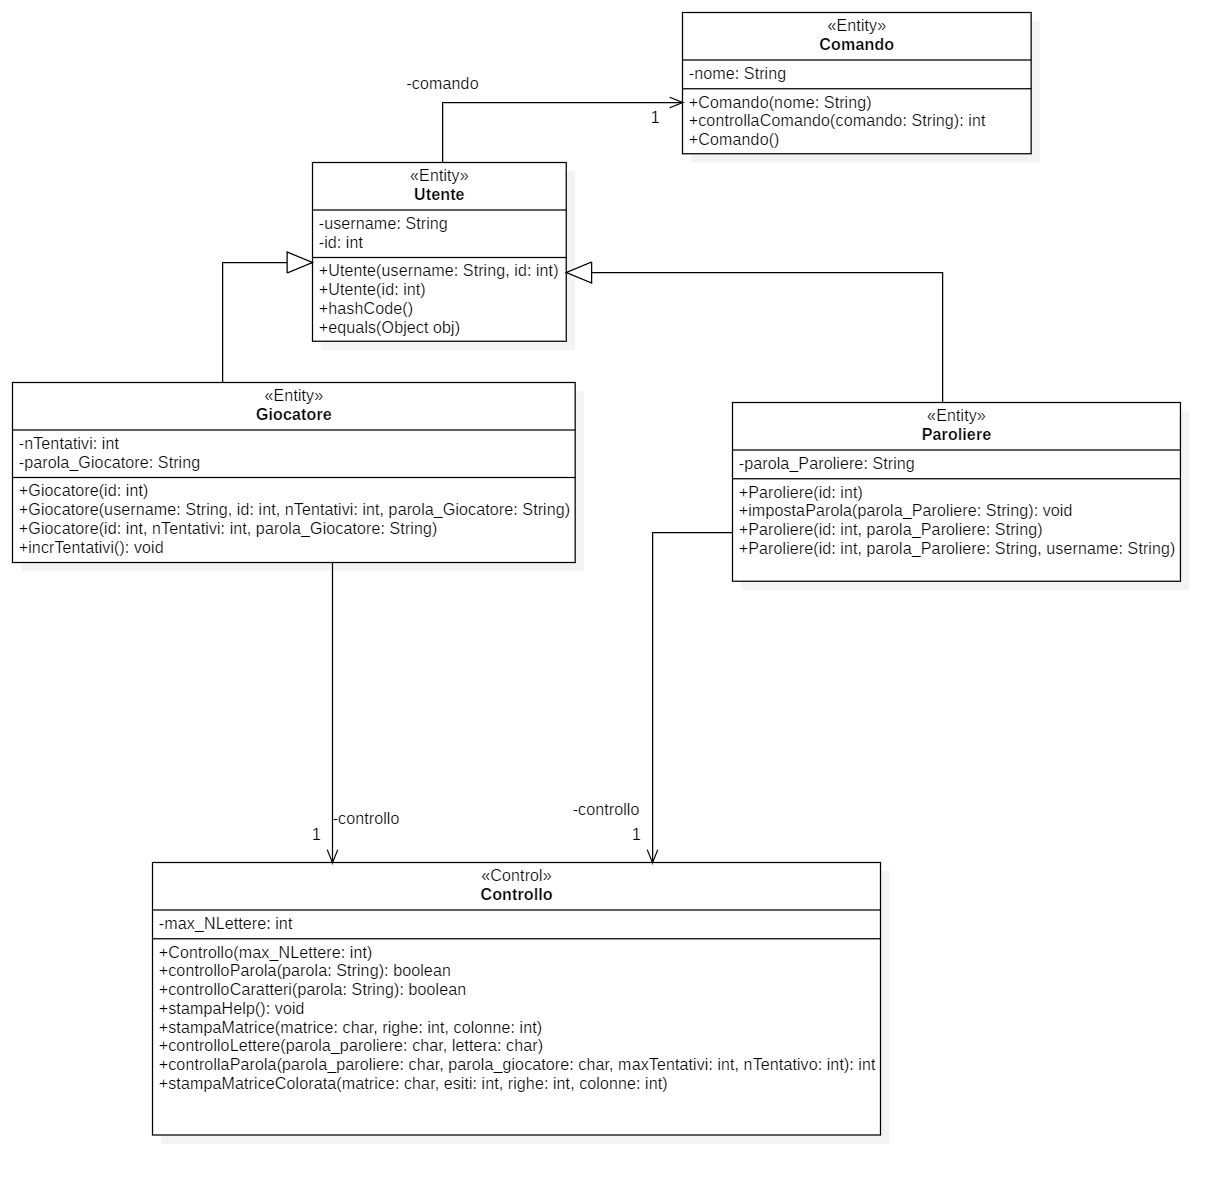 «Entity»
Comando
-nome: String
+Comando(nome: String)
+controllaComando(comando: String): int
+Comando()
-comando
1
«Entity»
Utente
-username: String
-id: int
+Utente(username: String, id: int)
+Utente(id: int)
+hashCode()
+equals(Object obj)
«Entity»
Giocatore
-nTentativi: int
-parola_Giocatore: String
+Giocatore(id: int)
+Giocatore(username: String, id: int, nTentativi: int, parola_Giocatore: String)
+Giocatore(id: int, nTentativi: int, parola_Giocatore: String)
+incrTentativi(): void
«Entity»
Paroliere
-parola_Paroliere: String
+Paroliere(id: int)
+impostaParola(parola_Paroliere: String): void
+Paroliere(id: int, parola_Paroliere: String)
+Paroliere(id: int, parola_Paroliere: String, username: String)
-controllo
1
-controllo
1
«Control»
Controllo
-max_NLettere: int
+Controllo(max_NLettere: int)
+controlloParola(parola: String): boolean
+controlloCaratteri(parola: String): boolean
+stampaHelp(): void
+stampaMatrice(matrice: char, righe: int, colonne: int)
+controlloLettere(parola_paroliere: char, lettera: char)
+controllaParola(parola_paroliere: char, parola_giocatore: char, maxTentativi: int, nTentativo: int): int
+stampaMatriceColorata(matrice: char, esiti: int, righe: int, colonne: int)